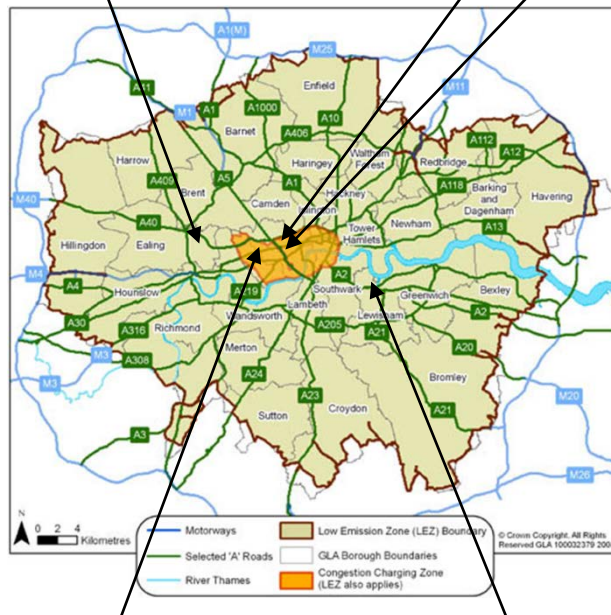 A1(M)
M25
Enfield
M11
A41
M1
A1
A1000
A10
Barnet
A406
A112
A12
Harrow
Haringey
Waltham
Forest
Redbridge
A409
Brent
A5
A1
Hackney
A118
Barking
and
Dagenham
Havering
M40
Camden
Islington
A40
Tower
Hamlets
Newham
A13
Hillingdon
Ealing
M4
A4
Hounslow
A219
A2
Southwark
Greenwich
Bexley
A30
A316
Richmond
Wandsworth
Lambeth
A205
Lewisham
A21
A2
M3
A308
Merton
A20
M3
A24
Bromley
A23
M20
A3
Sutton
Croydon
A21
M26
N
0 2 4
Kilometres
Motorways
Low Emission Zone (LEZ) Boundary
Selected 'A' Roads
GLA Borough Boundaries
River Thames
Congestion Charging Zone
(LEZ also applies)
© Crown Copyright. All Rights
Reserved GLA 100032379 200